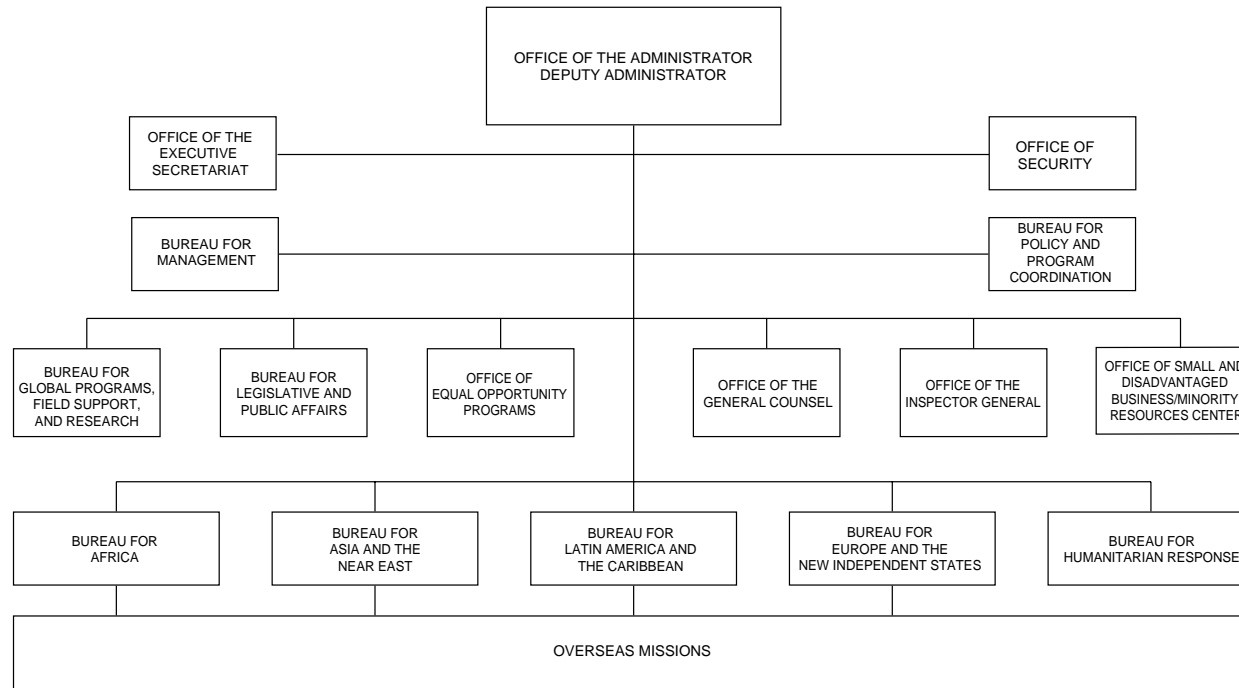 OFFICE OF THE ADMINISTRATOR
DEPUTY ADMINISTRATOR
OFFICE OF THE
EXECUTIVE
SECRETARIAT
OFFICE OF
SECURITY
BUREAU FOR
MANAGEMENT
BUREAU FOR
POLICY AND
PROGRAM
COORDINATION
BUREAU FOR
GLOBAL PROGRAMS,
FIELD SUPPORT,
AND RESEARCH
BUREAU FOR
LEGISLATIVE AND
PUBLIC AFFAIRS
OFFICE OF
EQUAL OPPORTUNITY
PROGRAMS
OFFICE OF THE
GENERAL COUNSEL
OFFICE OF THE
INSPECTOR GENERAL
OFFICE OF SMALL AND
DISADVANTAGED
BUSINESS/MINORITY
RESOURCES CENTER
BUREAU FOR
AFRICA
BUREAU FOR
ASIA AND THE
NEAR EAST
BUREAU FOR
LATIN AMERICA AND
THE CARIBBEAN
BUREAU FOR
EUROPE AND THE
NEW INDEPENDENT STATES
BUREAU FOR
HUMANITARIAN RESPONSE
OVERSEAS MISSIONS